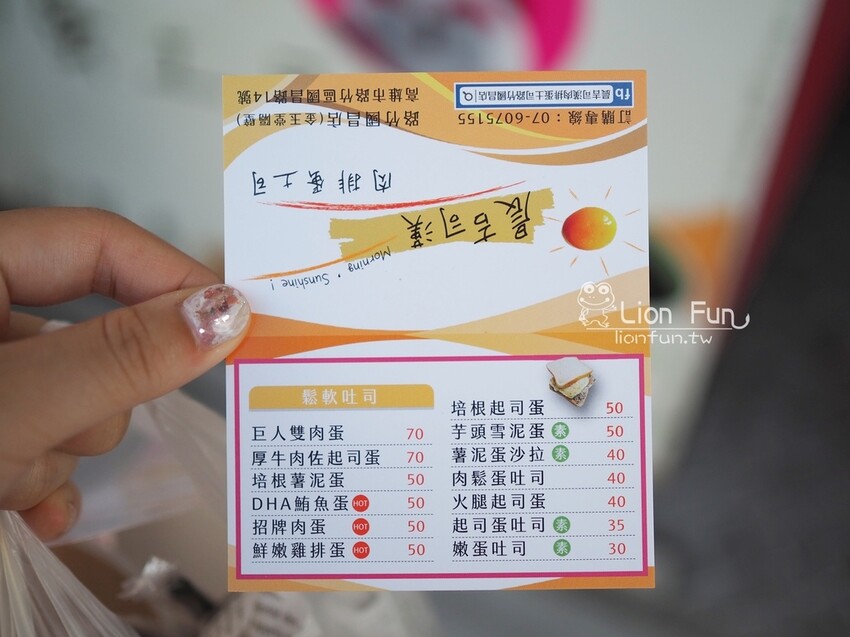 Morning・Sunshine！
晨吉司漢
肉排蛋土司
路竹國昌店(金玉堂隔壁)
高雄市路竹區國昌路74號
訂購專線：07-6075155
fb 晨吉司漢肉排蛋土司路竹國昌店
Lion Fun
lionfun.tw
鬆軟吐司
巨人雙肉蛋 70
厚牛肉佐起司蛋 70
培根薯泥蛋 50
DHA鮪魚蛋 HOT 50
招牌肉蛋 HOT 50
鮮嫩雞排蛋 HOT 50
培根起司蛋 50
芋頭雪泥蛋 素 50
薯泥蛋沙拉 素 40
肉鬆蛋吐司 40
火腿起司蛋 40
起司蛋吐司 素 35
嫩蛋吐司 素 30